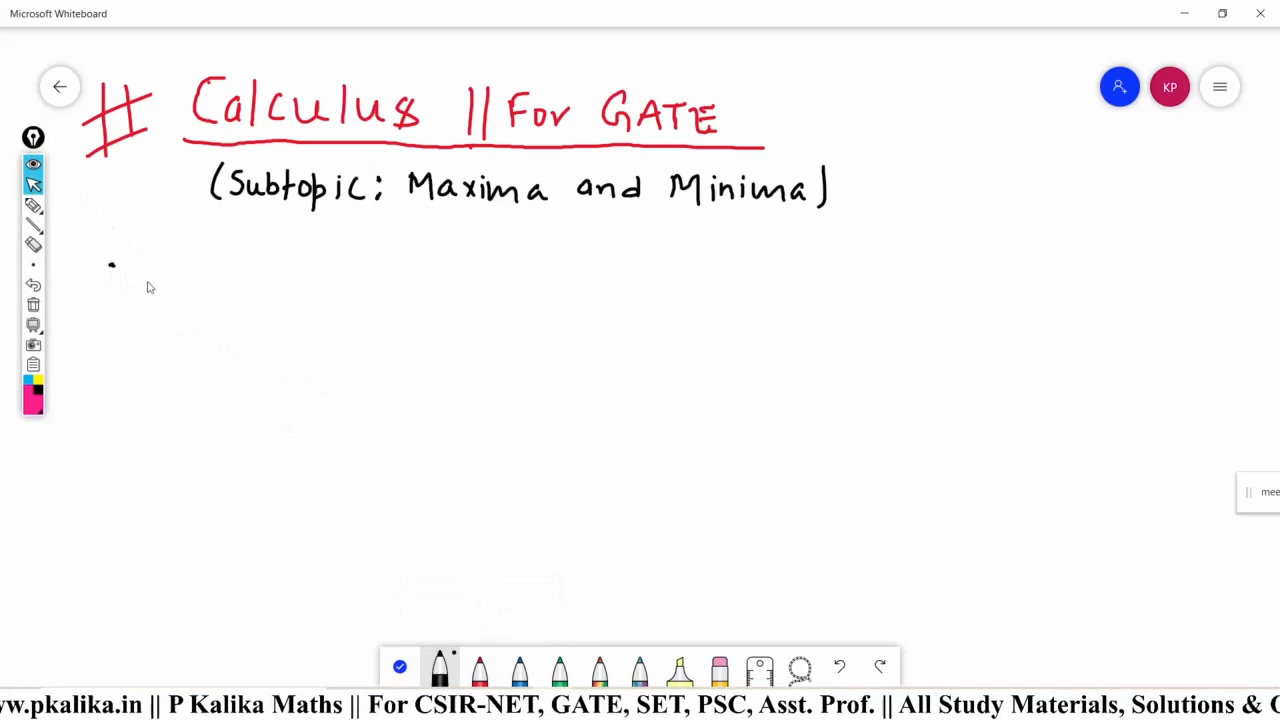 Microsoft Whiteboard
# Calculus || For GATE
KP
(Subtopic: Maxima and Minima)
|| mee
ww.pkalika.in || P Kalika Maths || For CSIR-NET, GATE, SET, PSC, Asst. Prof. || All Study Materials, Solutions & C